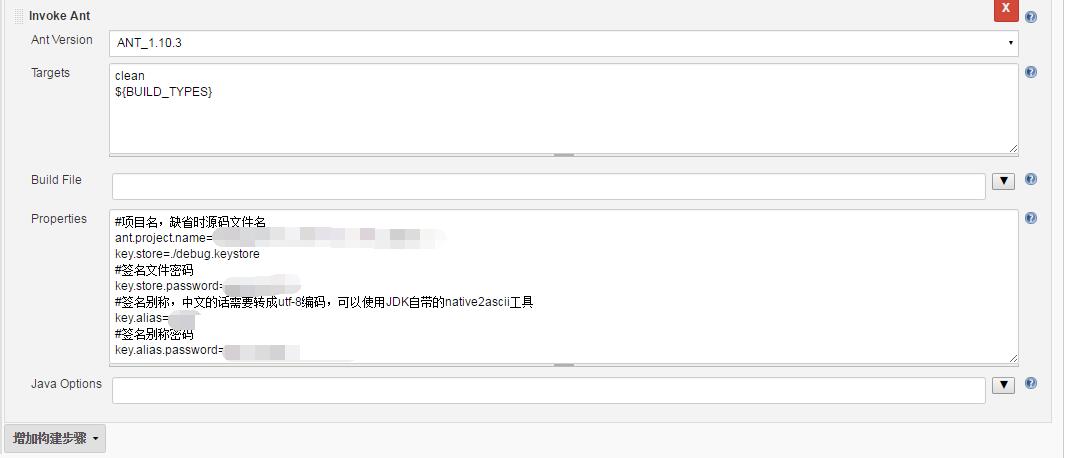 Invoke Ant
X
Ant Version
ANT_1.10.3
Targets
clean
${BUILD_TYPES}
Build File
Properties
#项目名，缺省时源码文件名
ant.project.name=
key.store=./debug.keystore
#签名文件密码
key.store.password=
#签名别称，中文的话需要转成utf-8编码，可以使用JDK自带的native2ascii工具
key.alias=
#签名别称密码
key.alias.password=
Java Options
增加构建步骤